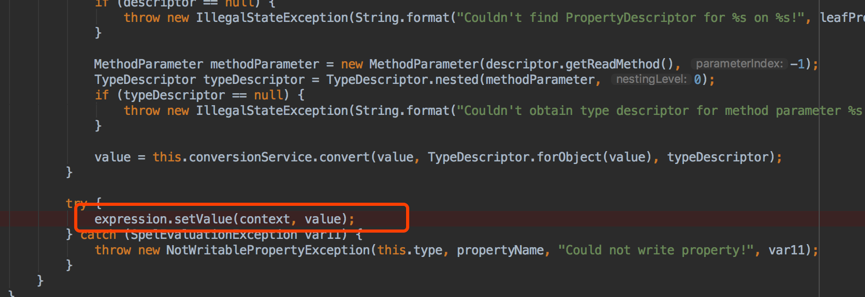 if (descriptor == null) {
throw new IllegalStateException(String.format("Couldn't find PropertyDescriptor for %s on %s!", leafPro
}
MethodParameter methodParameter = new MethodParameter(descriptor.getReadMethod(), parameterIndex: -1);
TypeDescriptor typeDescriptor = TypeDescriptor.nested(methodParameter, nestingLevel: 0);
if (typeDescriptor == null) {
throw new IllegalStateException(String.format("Couldn't obtain type descriptor for method parameter %s
}
value = this.conversionService.convert(value, TypeDescriptor.forObject(value), typeDescriptor);
}
try {
expression.setValue(context, value);
} catch (SpelEvaluationException var11) {
throw new NotWritablePropertyException(this.type, propertyName, "Could not write property!", var11);
}
}
}